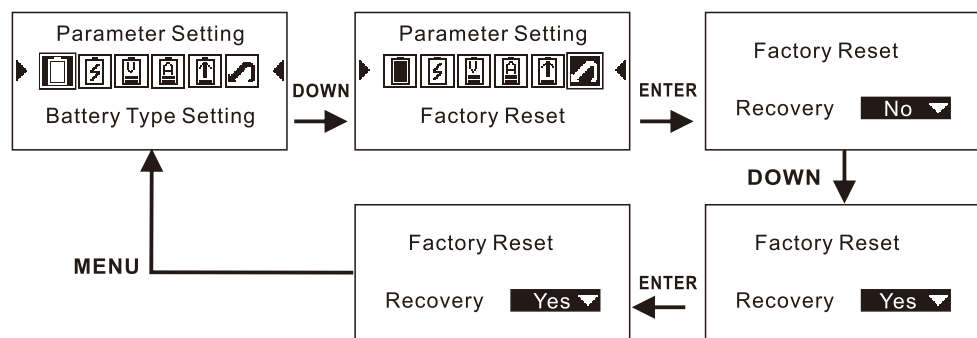 Parameter Setting
Battery Type Setting
DOWN
Parameter Setting
Factory Reset
ENTER
Factory Reset
Recovery No
DOWN
Factory Reset
Recovery Yes
ENTER
Factory Reset
Recovery Yes
MENU